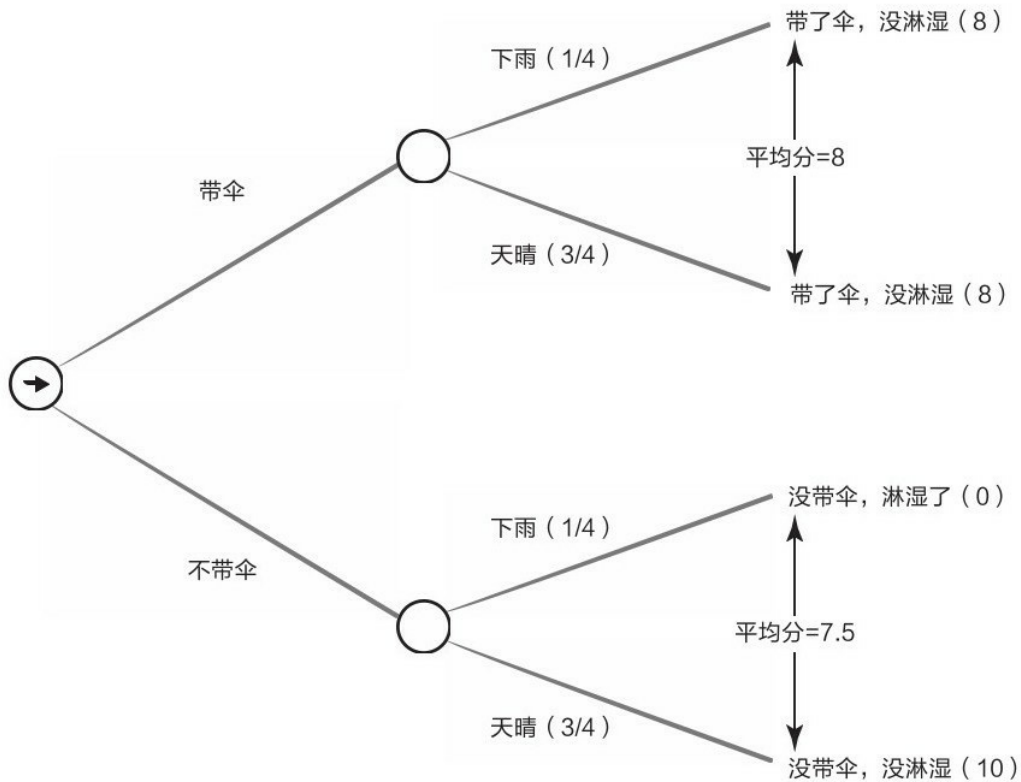 带了伞，没淋湿（8）
下雨（1/4）
平均分=8
带伞
天晴（3/4）
带了伞，没淋湿（8）
没带伞，淋湿了（0）
下雨（1/4）
不带伞
平均分=7.5
天晴（3/4）
没带伞，没淋湿（10）